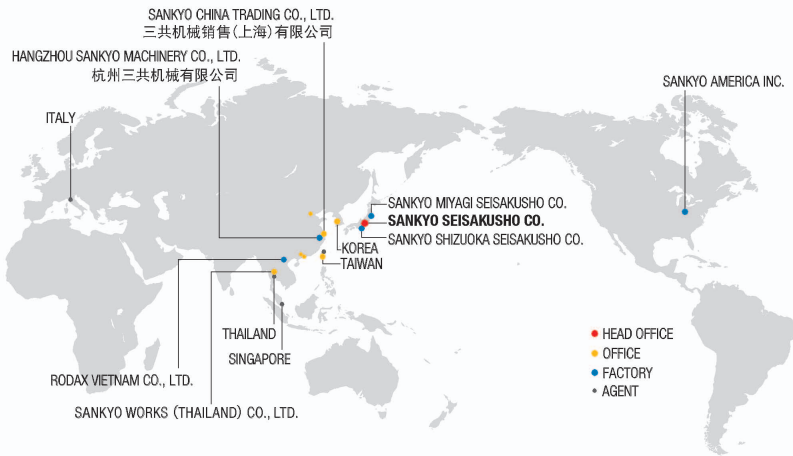 SANKYO CHINA TRADING CO., LTD.
三共机械销售(上海)有限公司
HANGZHOU SANKYO MACHINERY CO., LTD.
杭州三共机械有限公司
SANKYO AMERICA INC.
ITALY
SANKYO MIYAGI SEISAKUSHO CO.
SANKYO SEISAKUSHO CO.
SANKYO SHIZUOKA SEISAKUSHO CO.
KOREA
TAIWAN
THAILAND
SINGAPORE
RODAX VIETNAM CO., LTD.
SANKYO WORKS (THAILAND) CO., LTD.
HEAD OFFICE
OFFICE
FACTORY
AGENT